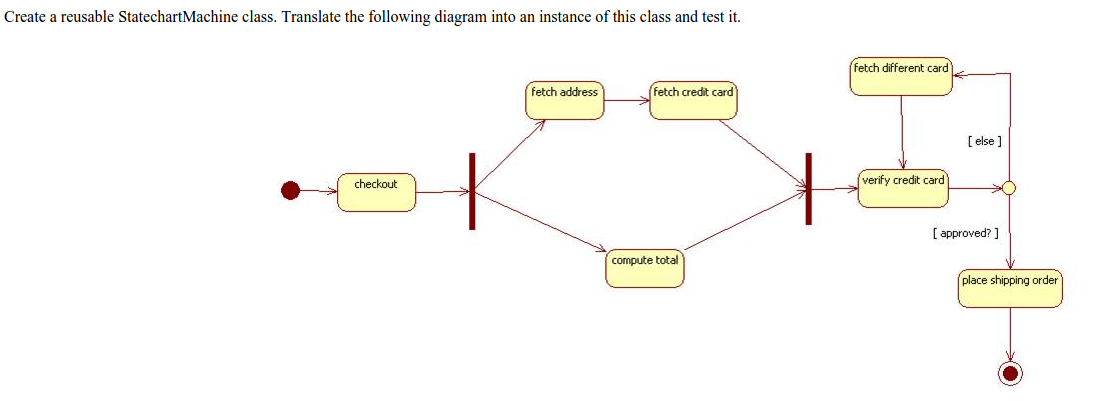 Create a reusable StatechartMachine class. Translate the following diagram into an instance of this class and test it.
fetch different card
fetch address
fetch credit card
[ else ]
checkout
verify credit card
[ approved? ]
compute total
place shipping order